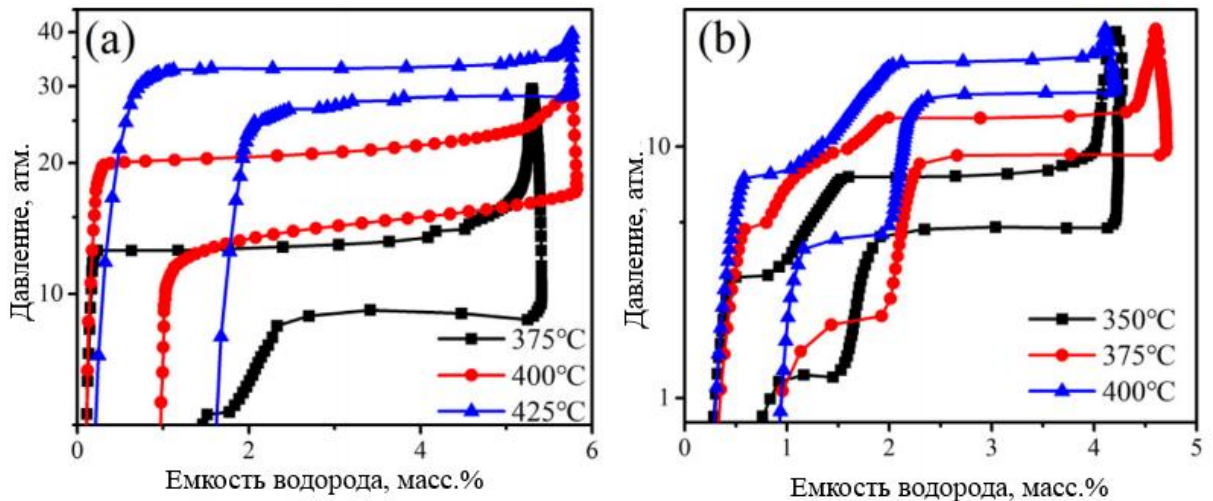 (a)
40
30
20
10
Давление, атм.
375°C
400°C
425°C
0
2
4
6
Емкость водорода, масс.%
(b)
10
1
Давление, атм.
350°C
375°C
400°C
0
1
2
3
4
5
Емкость водорода, масс.%